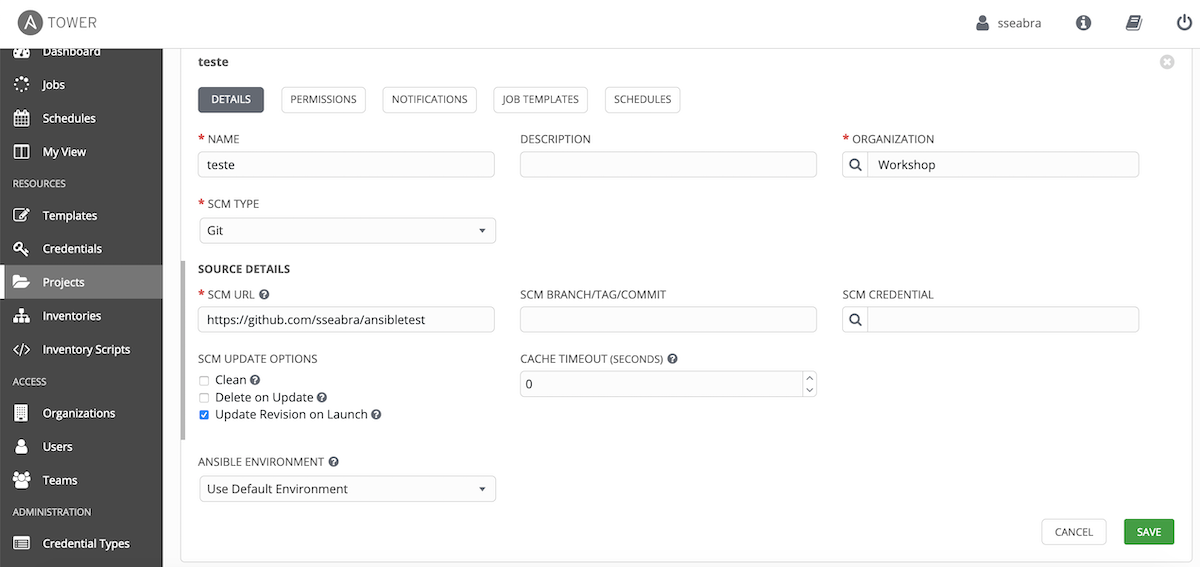 TOWER
sseabra
Dashboard
Jobs
Schedules
My View
RESOURCES
Templates
Credentials
Projects
Inventories
Inventory Scripts
ACCESS
Organizations
Users
Teams
ADMINISTRATION
Credential Types
teste
DETAILS PERMISSIONS NOTIFICATIONS JOB TEMPLATES SCHEDULES
* NAME DESCRIPTION * ORGANIZATION
teste Workshop
* SCM TYPE
Git
SOURCE DETAILS
* SCM URL ? SCM BRANCH/TAG/COMMIT SCM CREDENTIAL
https://github.com/sseabra/ansibletest
SCM UPDATE OPTIONS CACHE TIMEOUT (SECONDS) ?
Clean ? 0
Delete on Update ?
Update Revision on Launch ?
ANSIBLE ENVIRONMENT ?
Use Default Environment
CANCEL SAVE